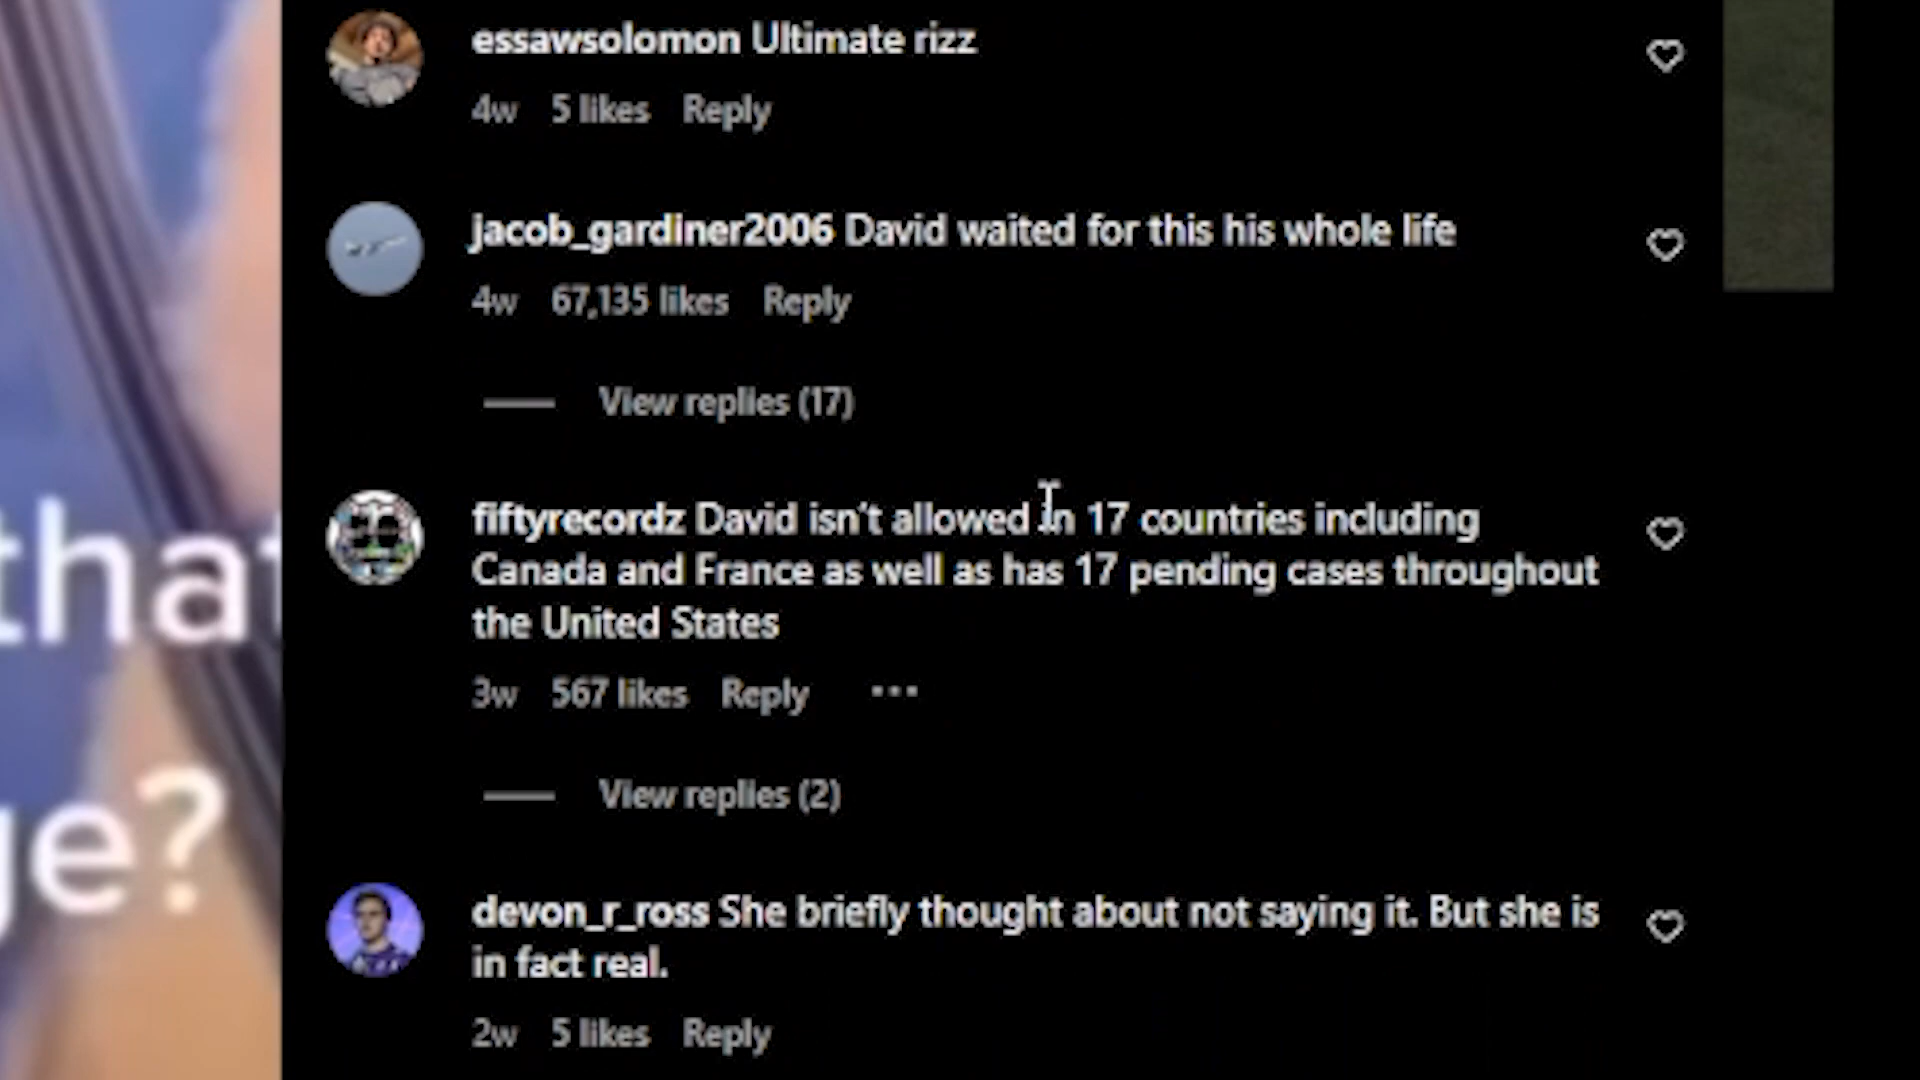 essawsolomon Ultimate rizz
4w 5 likes Reply
jacob_gardiner2006 David waited for this his whole life
4w 67,135 likes Reply
View replies (17)
fiftyrecordz David isn't allowed in 17 countries including
Canada and France as well as has 17 pending cases throughout
the United States
3w 567 likes Reply ...
View replies (2)
devon_r_ross She briefly thought about not saying it. But she is
in fact real.
2w 5 likes Reply
that
ge?